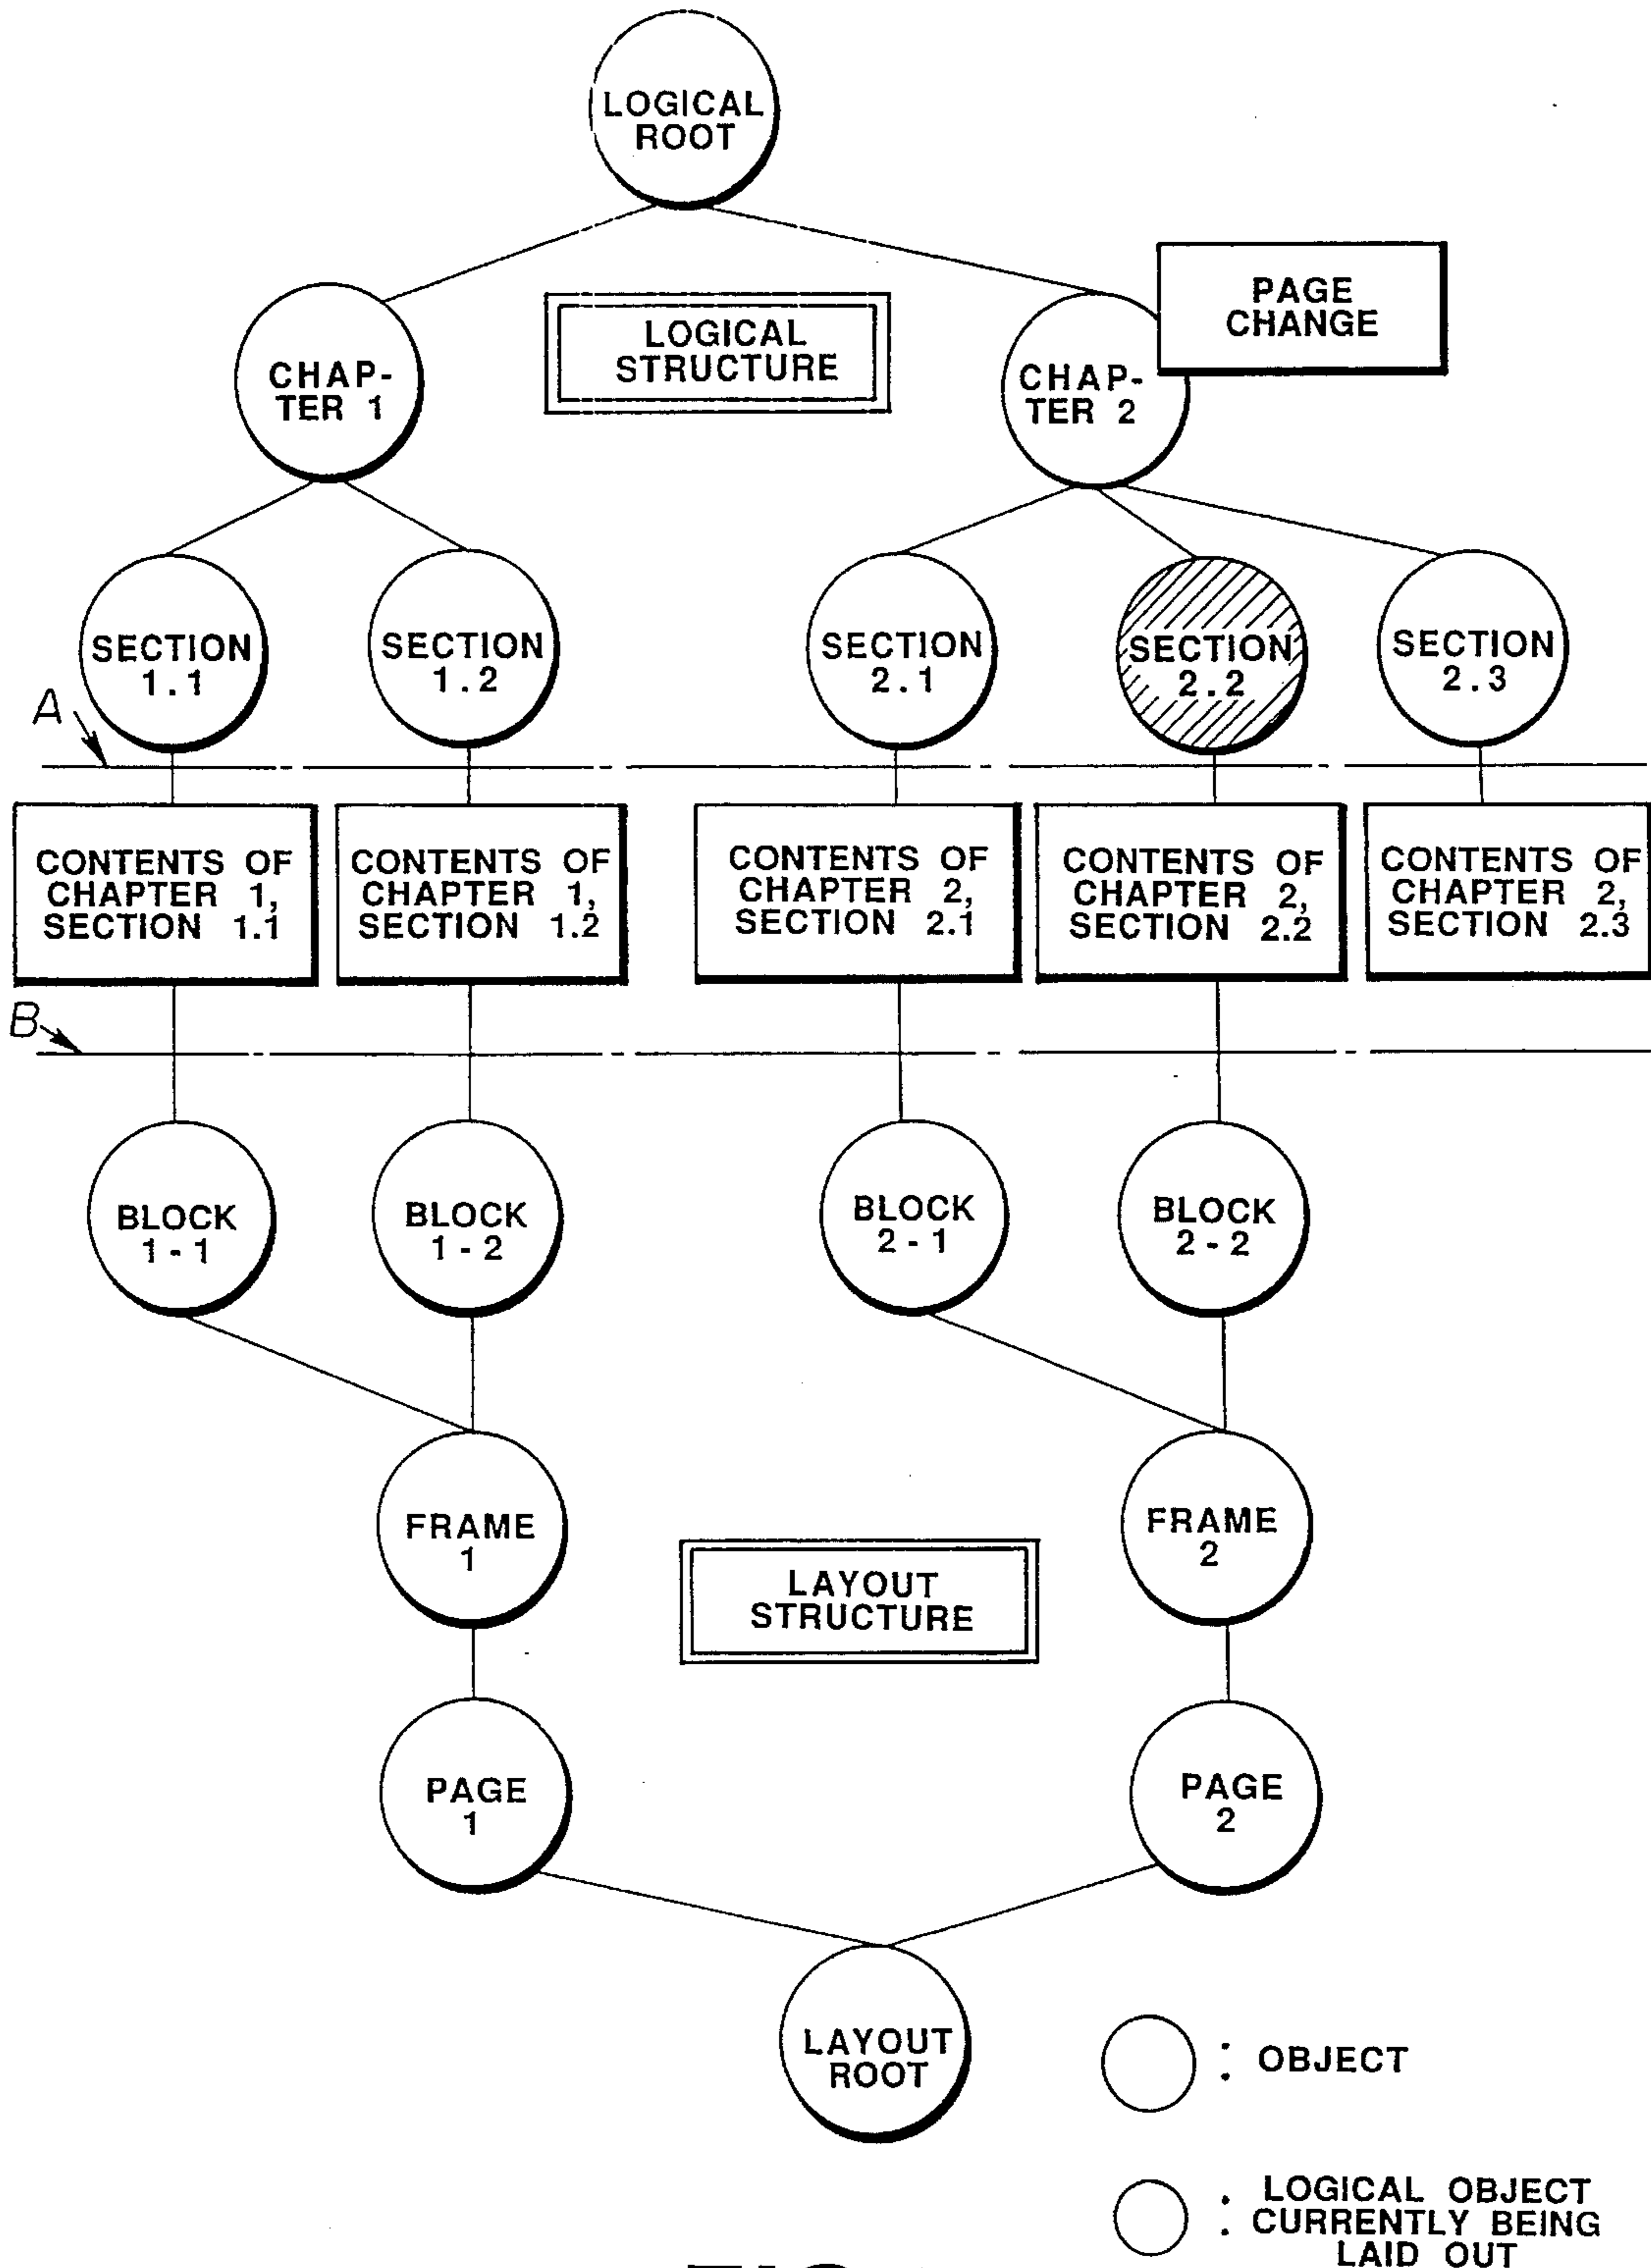 LOGICAL
ROOT
PAGE
CHANGE
LOGICAL
STRUCTURE
CHAP-
TER 1
CHAP-
TER 2
SECTION
1.1
SECTION
1.2
SECTION
2.1
SECTION
2.2
SECTION
2.3
A
CONTENTS OF
CHAPTER 1,
SECTION 1.1
CONTENTS OF
CHAPTER 1,
SECTION 1.2
CONTENTS OF
CHAPTER 2,
SECTION 2.1
CONTENTS OF
CHAPTER 2,
SECTION 2.2
CONTENTS OF
CHAPTER 2,
SECTION 2.3
B
BLOCK
1-1
BLOCK
1-2
BLOCK
2-1
BLOCK
2-2
FRAME
1
FRAME
2
LAYOUT
STRUCTURE
PAGE
1
PAGE
2
LAYOUT
ROOT
: OBJECT
: LOGICAL OBJECT
CURRENTLY BEING
LAID OUT